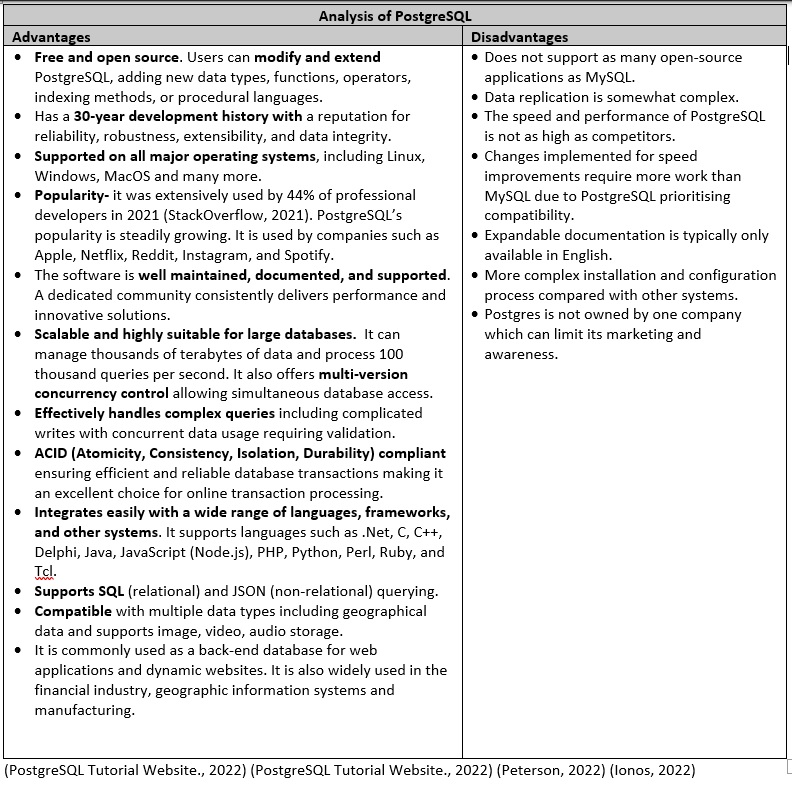 Analysis of PostgreSQL
Advantages
Disadvantages
• Free and open source. Users can modify and extend
PostgreSQL, adding new data types, functions, operators,
indexing methods, or procedural languages.
• Has a 30-year development history with a reputation for
reliability, robustness, extensibility, and data integrity.
• Supported on all major operating systems, including Linux,
Windows, MacOS and many more.
• Popularity- it was extensively used by 44% of professional
developers in 2021 (StackOverflow, 2021). PostgreSQL's
popularity is steadily growing. It is used by companies such as
Apple, Netflix, Reddit, Instagram, and Spotify.
• The software is well maintained, documented, and supported.
A dedicated community consistently delivers performance and
innovative solutions.
• Scalable and highly suitable for large databases. It can
manage thousands of terabytes of data and process 100
thousand queries per second. It also offers multi-version
concurrency control allowing simultaneous database access.
• Effectively handles complex queries including complicated
writes with concurrent data usage requiring validation.
• ACID (Atomicity, Consistency, Isolation, Durability) compliant
ensuring efficient and reliable database transactions making it
an excellent choice for online transaction processing.
• Integrates easily with a wide range of languages, frameworks,
and other systems. It supports languages such as .Net, C, C++,
Delphi, Java, JavaScript (Node.js), PHP, Python, Perl, Ruby, and
Tcl.
• Supports SQL (relational) and JSON (non-relational) querying.
• Compatible with multiple data types including geographical
data and supports image, video, audio storage.
• It is commonly used as a back-end database for web
applications and dynamic websites. It is also widely used in the
financial industry, geographic information systems and
manufacturing.
• Does not support as many open-source
applications as MySQL.
• Data replication is somewhat complex.
• The speed and performance of PostgreSQL
is not as high as competitors.
• Changes implemented for speed
improvements require more work than
MySQL due to PostgreSQL prioritising
compatibility.
• Expandable documentation is typically only
available in English.
• More complex installation and configuration
process compared with other systems.
• Postgres is not owned by one company
which can limit its marketing and
awareness.
(PostgreSQL Tutorial Website., 2022) (PostgreSQL Tutorial Website., 2022) (Peterson, 2022) (Ionos, 2022)